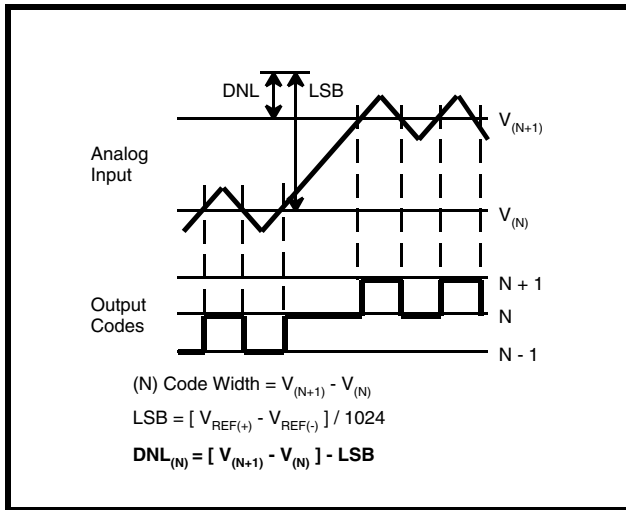 DNL LSB
V(N+1)
Analog
Input
V(N)
N + 1
Output
Codes
N
N - 1
(N) Code Width = V(N+1) - V(N)
LSB = [ VREF(+) - VREF(-) ] / 1024
DNL(N) = [ V(N+1) - V(N) ] - LSB